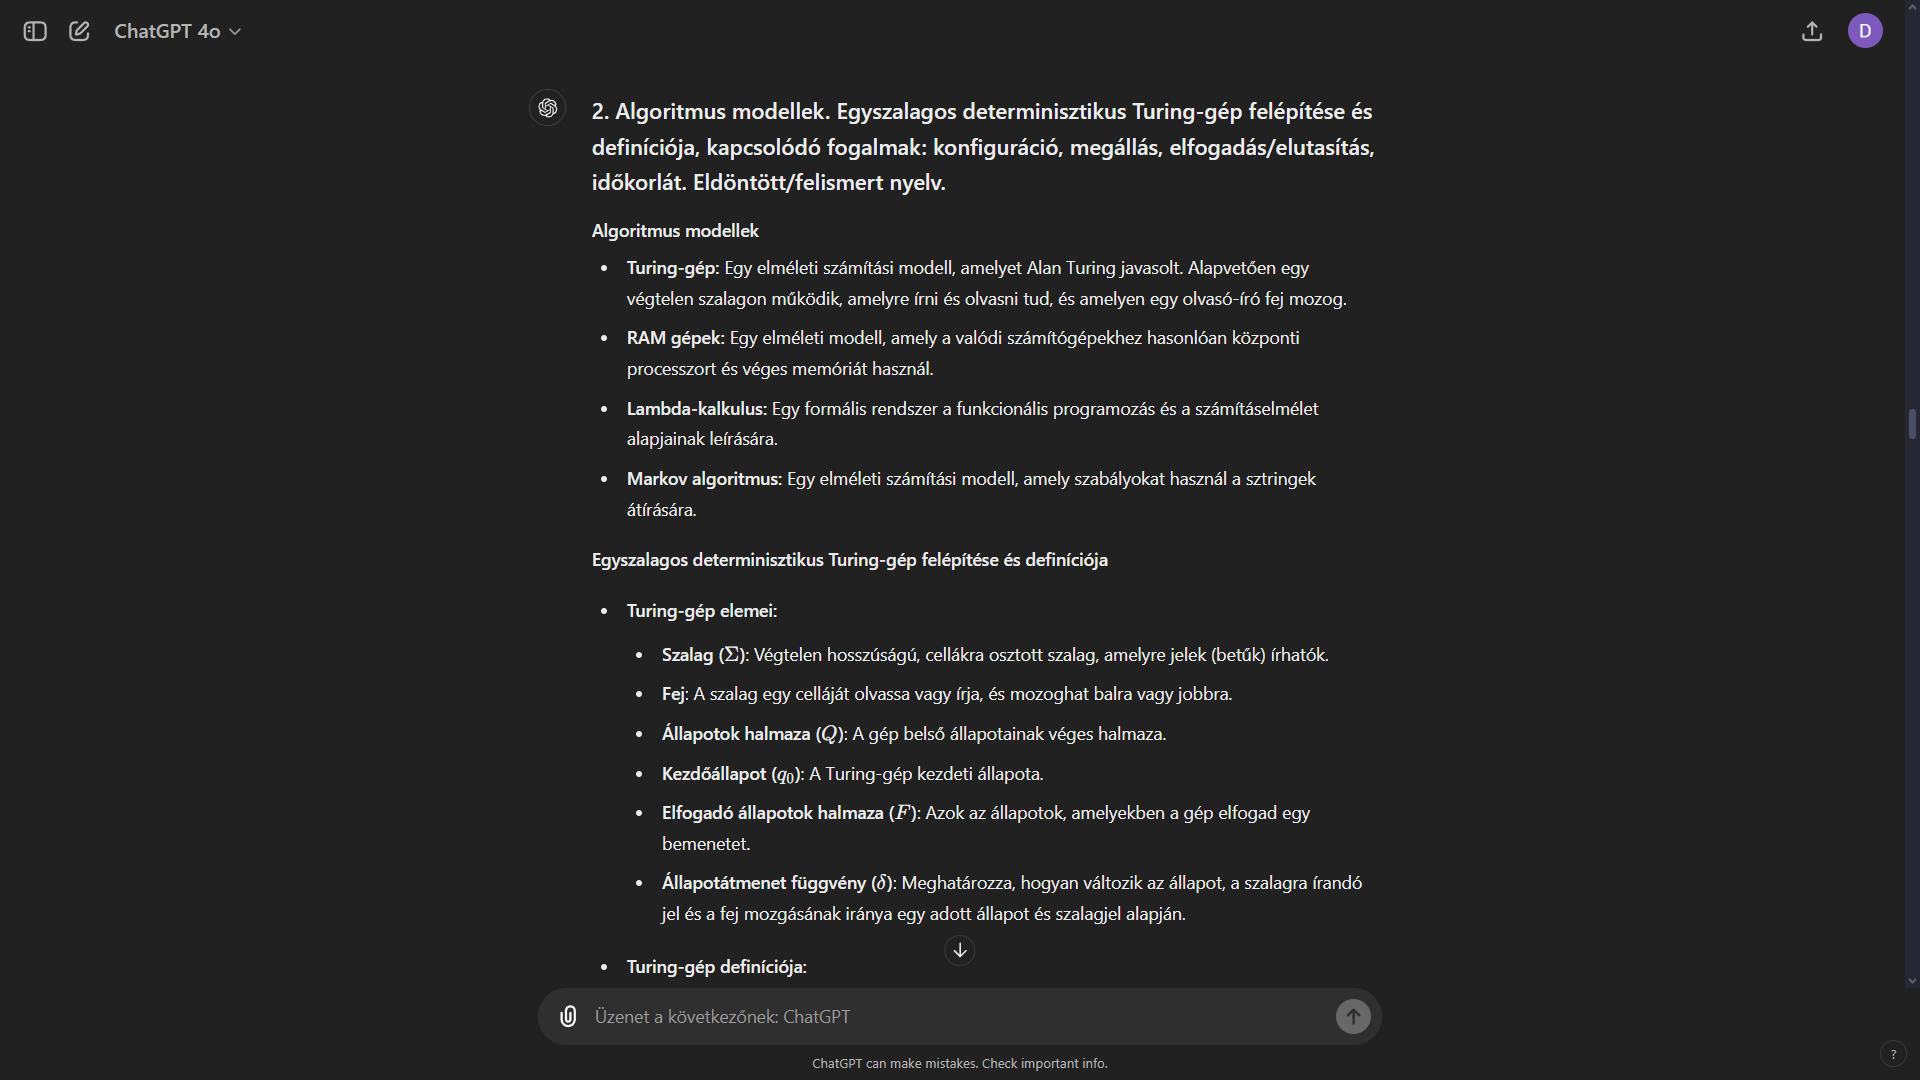 ChatGPT 4o
D
2. Algoritmus modellek. Egyszalagos determinisztikus Turing-gép felépítése és
definíciója, kapcsolódó fogalmak: konfiguráció, megállás, elfogadás/elutasítás,
időkorlát. Eldöntött/felismert nyelv.
Algoritmus modellek
• Turing-gép: Egy elméleti számítási modell, amelyet Alan Turing javasolt. Alapvetően egy
végtelen szalagon működik, amelyre írni és olvasni tud, és amelyen egy olvasó-író fej mozog.
• RAM gépek: Egy elméleti modell, amely a valódi számítógépekhez hasonlóan központi
processzort és véges memóriát használ.
• Lambda-kalkulus: Egy formális rendszer a funkcionális programozás és a számításelmélet
alapjainak leírására.
• Markov algoritmus: Egy elméleti számítási modell, amely szabályokat használ a sztringek
átírására.
Egyszalagos determinisztikus Turing-gép felépítése és definíciója
• Turing-gép elemei:
• Szalag (Σ): Végtelen hosszúságú, cellákra osztott szalag, amelyre jelek (betűk) írhatók.
• Fej: A szalag egy celláját olvassa vagy írja, és mozoghat balra vagy jobbra.
• Állapotok halmaza (Q): A gép belső állapotainak véges halmaza.
• Kezdőállapot (q₀): A Turing-gép kezdeti állapota.
• Elfogadó állapotok halmaza (F): Azok az állapotok, amelyekben a gép elfogad egy
bemenetet.
• Állapotátmenet függvény (δ): Meghatározza, hogyan változik az állapot, a szalagra írandó
jel és a fej mozgásának iránya egy adott állapot és szalagjel alapján.
• Turing-gép definíciója:
Üzenet a következőnek: ChatGPT
ChatGPT can make mistakes. Check important info.
?